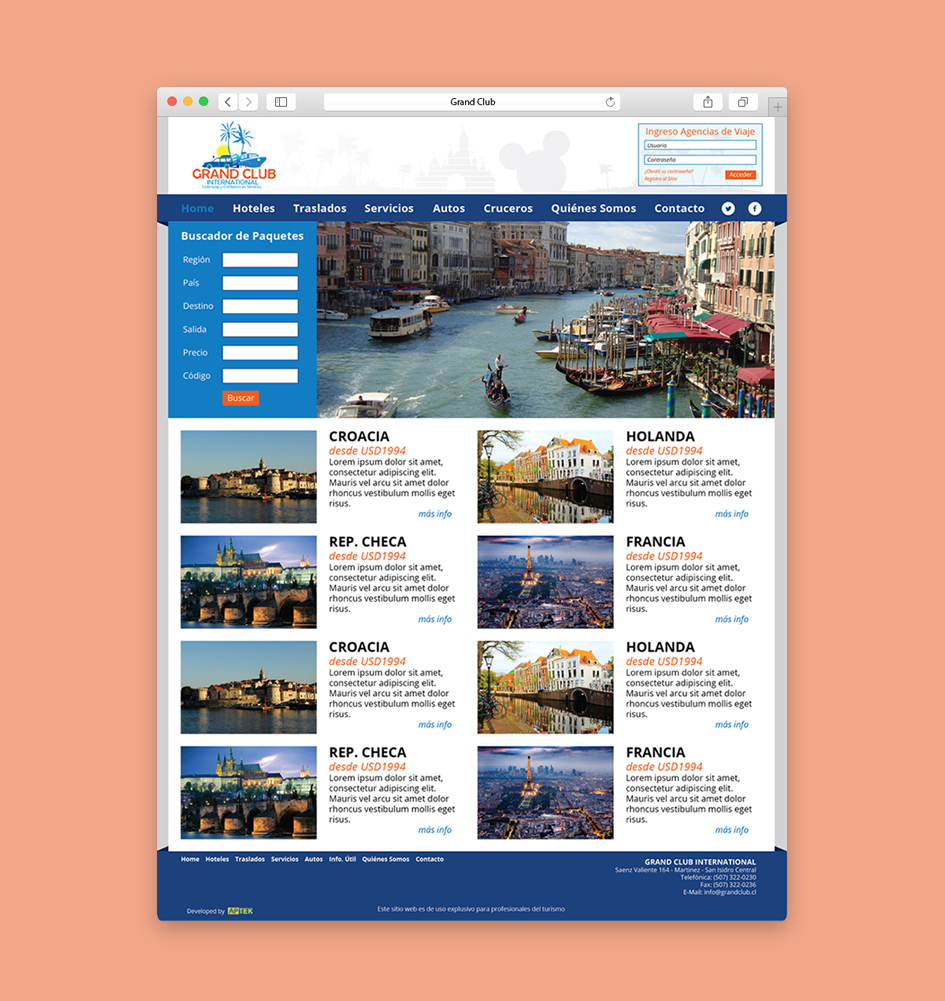 Grand Club
GRAND CLUB
INTERNATIONAL
Liderazgo y Confianza en Servicios
Ingreso Agencias de Viaje
Usuario
Contraseña
¿Olvidó su contraseña?
Registro al Sitio
Acceder
Home Hoteles Traslados Servicios Autos Cruceros Quiénes Somos Contacto
Buscador de Paquetes
Región
País
Destino
Salida
Precio
Código
Buscar
CROACIA
desde USD1994
Lorem ipsum dolor sit amet,
consectetur adipiscing elit.
Mauris vel arcu sit amet dolor
rhoncus vestibulum mollis eget
risus.
más info
HOLANDA
desde USD1994
Lorem ipsum dolor sit amet,
consectetur adipiscing elit.
Mauris vel arcu sit amet dolor
rhoncus vestibulum mollis eget
risus.
más info
REP. CHECA
desde USD1994
Lorem ipsum dolor sit amet,
consectetur adipiscing elit.
Mauris vel arcu sit amet dolor
rhoncus vestibulum mollis eget
risus.
más info
FRANCIA
desde USD1994
Lorem ipsum dolor sit amet,
consectetur adipiscing elit.
Mauris vel arcu sit amet dolor
rhoncus vestibulum mollis eget
risus.
más info
CROACIA
desde USD1994
Lorem ipsum dolor sit amet,
consectetur adipiscing elit.
Mauris vel arcu sit amet dolor
rhoncus vestibulum mollis eget
risus.
más info
HOLANDA
desde USD1994
Lorem ipsum dolor sit amet,
consectetur adipiscing elit.
Mauris vel arcu sit amet dolor
rhoncus vestibulum mollis eget
risus.
más info
REP. CHECA
desde USD1994
Lorem ipsum dolor sit amet,
consectetur adipiscing elit.
Mauris vel arcu sit amet dolor
rhoncus vestibulum mollis eget
risus.
más info
FRANCIA
desde USD1994
Lorem ipsum dolor sit amet,
consectetur adipiscing elit.
Mauris vel arcu sit amet dolor
rhoncus vestibulum mollis eget
risus.
más info
Home Hoteles Traslados Servicios Autos Info. Útil Quiénes Somos Contacto
GRAND CLUB INTERNATIONAL
Saenz Valiente 164 - Martinez - San Isidro Central
Telefónica: (507) 322-0230
Fax: (507) 322-0236
E-Mail: info@grandclub.cl
Developed by APTEK
Este sitio web es de uso explusivo para profesionales del turismo